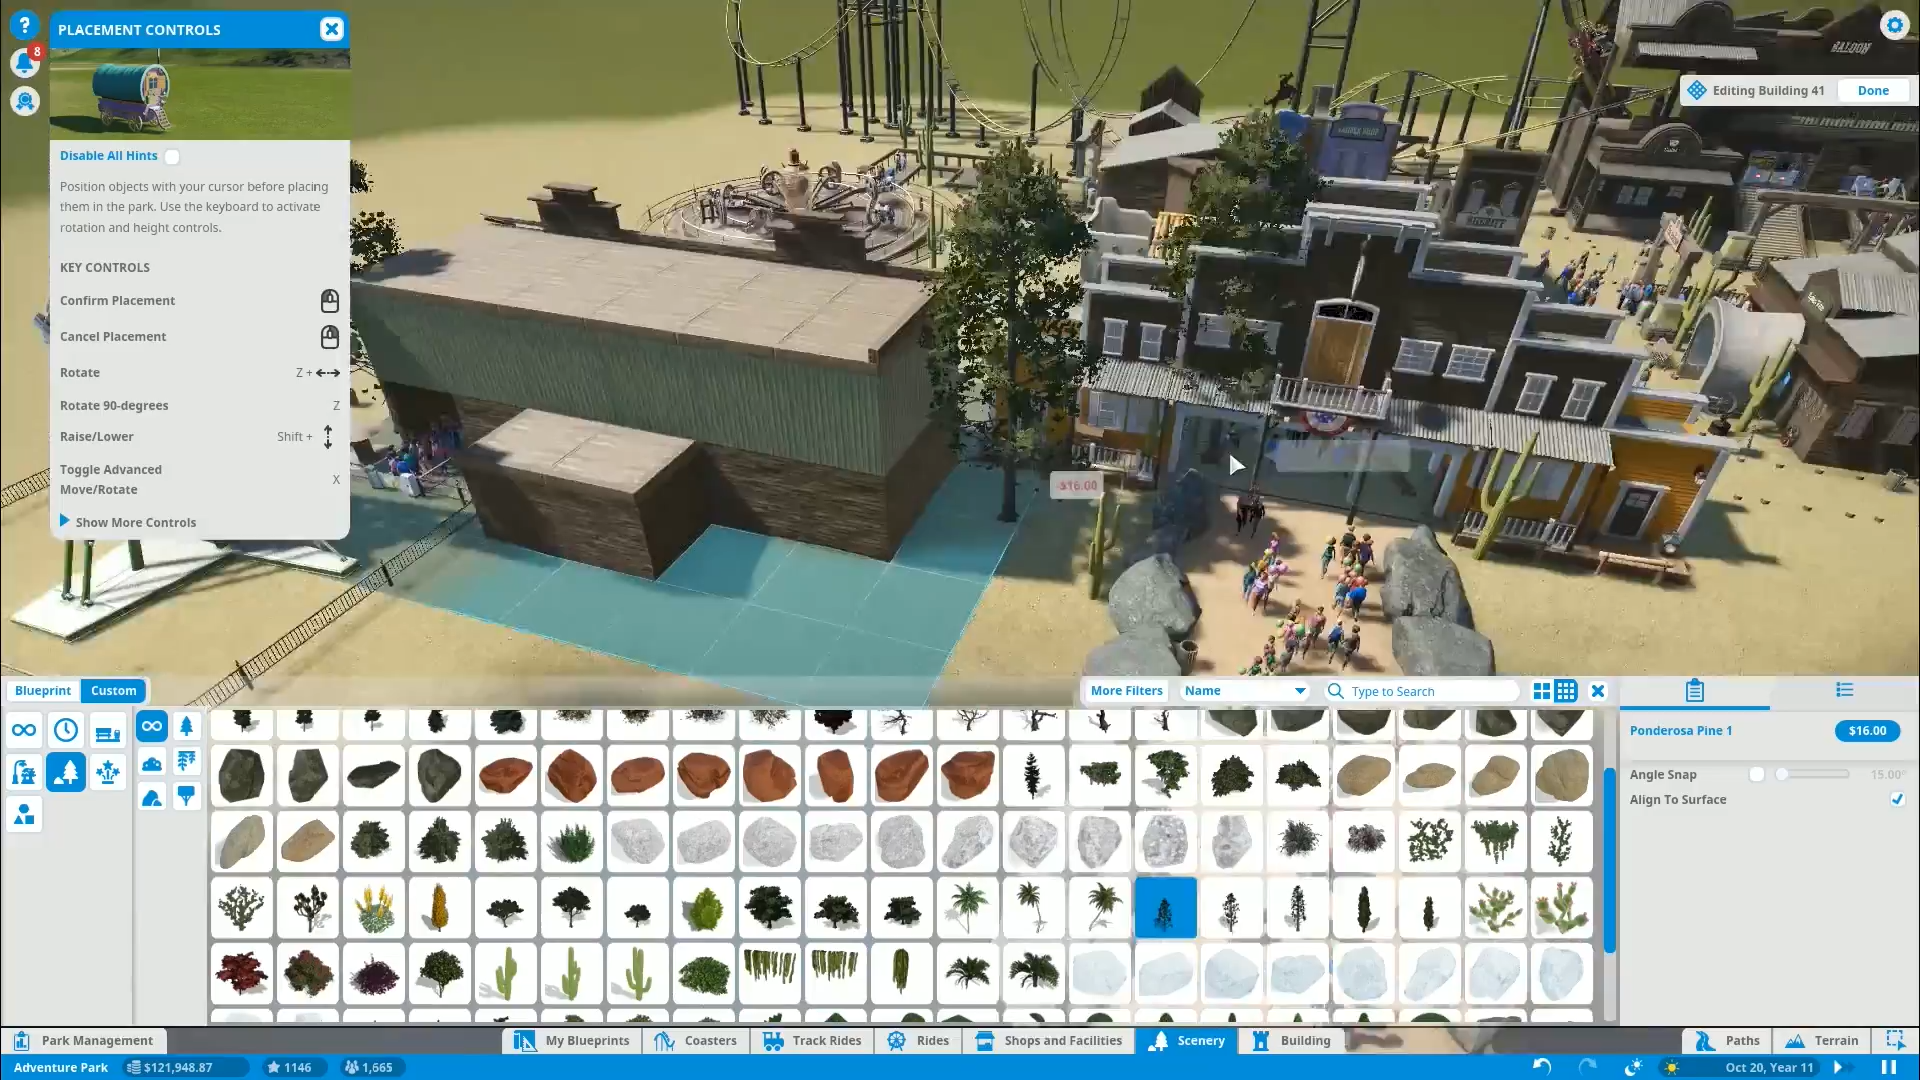 ?
8
PLACEMENT CONTROLS
Disable All Hints
Position objects with your cursor before placing
them in the park. Use the keyboard to activate
rotation and height controls.
KEY CONTROLS
Confirm Placement
Cancel Placement
Rotate Z +
Rotate 90-degrees Z
Raise/Lower Shift +
Toggle Advanced
Move/Rotate X
Show More Controls
SALOON
Editing Building 41 Done
-$16.00
Blueprint Custom
More Filters Name Type to Search
Ponderosa Pine 1 $16.00
Angle Snap 15.00°
Align To Surface
Park Management My Blueprints Coasters Track Rides Rides Shops and Facilities Scenery Building Paths Terrain
Adventure Park $121,948.87 1146 1,665 Oct 20, Year 11